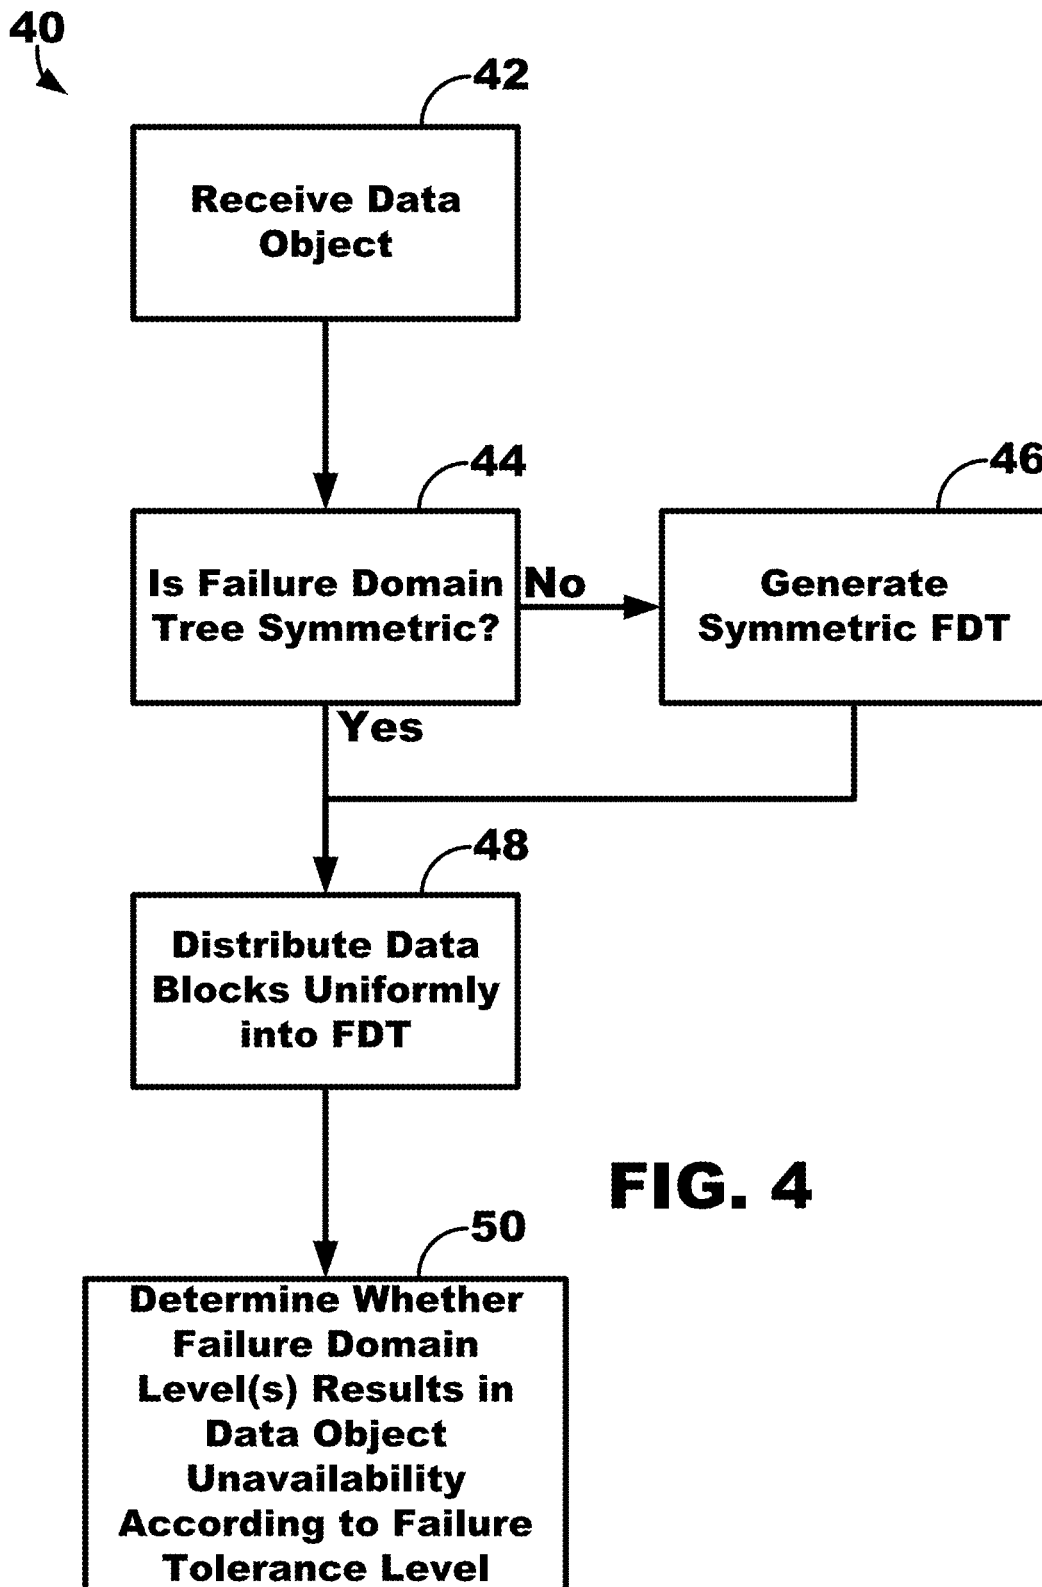 40
42
Receive Data
Object
44
46
Is Failure Domain
Tree Symmetric?
No
Generate
Symmetric FDT
Yes
48
Distribute Data
Blocks Uniformly
into FDT
FIG. 4
50
Determine Whether
Failure Domain
Level(s) Results in
Data Object
Unavailability
According to Failure
Tolerance Level